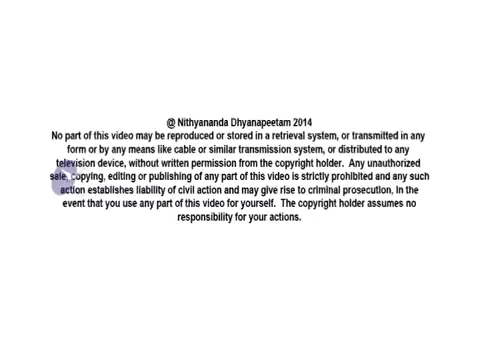 @ Nithyananda Dhyanapeetam 2014
No part of this video may be reproduced or stored in a retrieval system, or transmitted in any
form or by any means like cable or similar transmission system, or distributed to any
television device, without written permission from the copyright holder. Any unauthorized
sale, copying, editing or publishing of any part of this video is strictly prohibited and any such
action establishes liability of civil action and may give rise to criminal prosecution, in the
event that you use any part of this video for yourself. The copyright holder assumes no
responsibility for your actions.